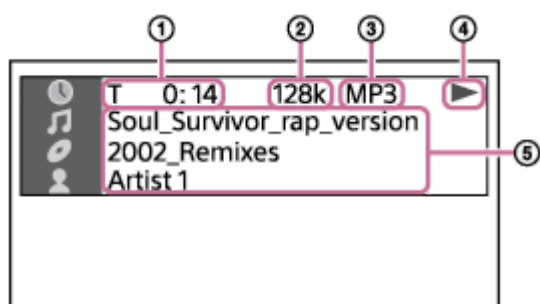 ① ② ③ ④
T 0:14 128k MP3
Soul_Survivor_rap_version
2002_Remixes
⑤
Artist 1